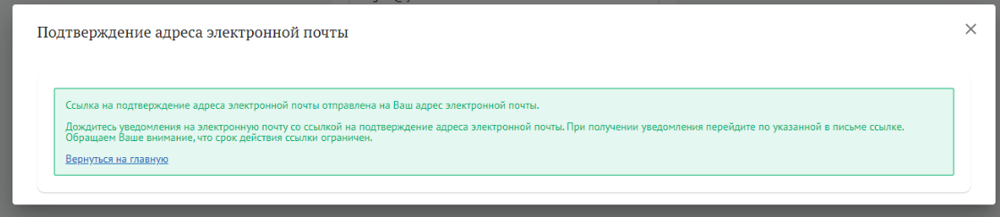 Подтверждение адреса электронной почты
Ссылка на подтверждение адреса электронной почты отправлена на Ваш адрес электронной почты.
Дождитесь уведомления на электронную почту со ссылкой на подтверждение адреса электронной почты. При получении уведомления перейдите по указанной в письме ссылке.
Обращаем Ваше внимание, что срок действия ссылки ограничен.
Вернуться на главную